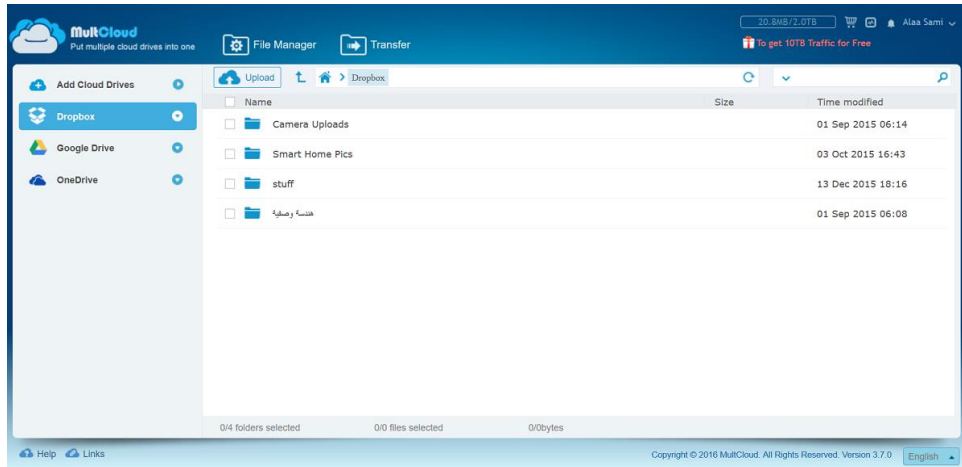 MultCloud
Put multiple cloud drives into one
File Manager
Transfer
20.8MB/2.0TB
Alaa Sami
To get 10TB Traffic for Free
Add Cloud Drives
Dropbox
Google Drive
OneDrive
Upload
Dropbox
Name Size Time modified
Camera Uploads 01 Sep 2015 06:14
Smart Home Pics 03 Oct 2015 16:43
stuff 13 Dec 2015 18:16
هندسة وصفية 01 Sep 2015 06:08
0/4 folders selected 0/0 files selected 0/0bytes
Help Links
Copyright © 2016 MultCloud. All Rights Reserved. Version 3.7.0 English